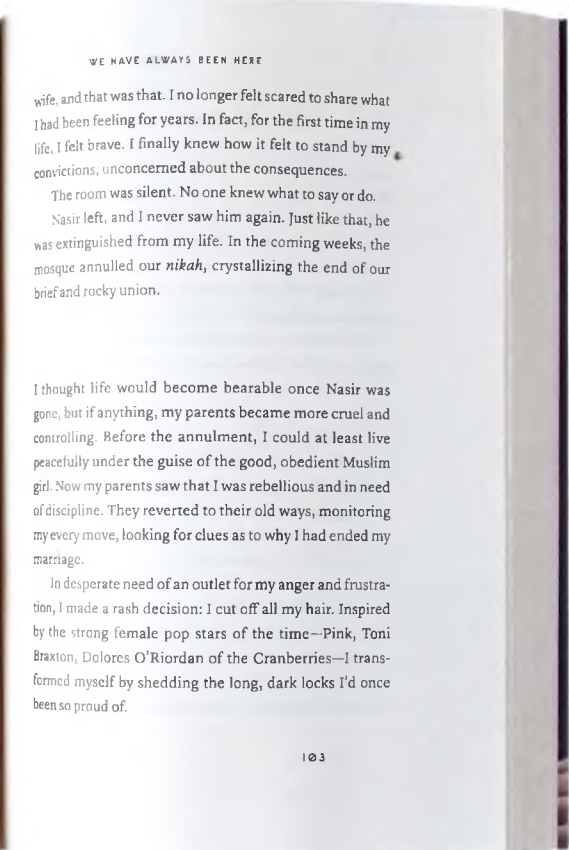 WE HAVE ALWAYS BEEN HERE
wife, and that was that. I no longer felt scared to share what
I had been feeling for years. In fact, for the first time in my
life, I felt brave. I finally knew how it felt to stand by my
convictions, unconcerned about the consequences.
The room was silent. No one knew what to say or do.
Nasir left, and I never saw him again. Just like that, he
was extinguished from my life. In the coming weeks, the
mosque annulled our nikah, crystallizing the end of our
brief and rocky union.
I thought life would become bearable once Nasir was
gone, but if anything, my parents became more cruel and
controlling. Before the annulment, I could at least live
peacefully under the guise of the good, obedient Muslim
girl. Now my parents saw that I was rebellious and in need
of discipline. They reverted to their old ways, monitoring
my every move, looking for clues as to why I had ended my
marriage.
In desperate need of an outlet for my anger and frustra-
tion, I made a rash decision: I cut off all my hair. Inspired
by the strong female pop stars of the time—Pink, Toni
Braxton, Dolores O'Riordan of the Cranberries—I trans-
formed myself by shedding the long, dark locks I'd once
been so proud of.
103